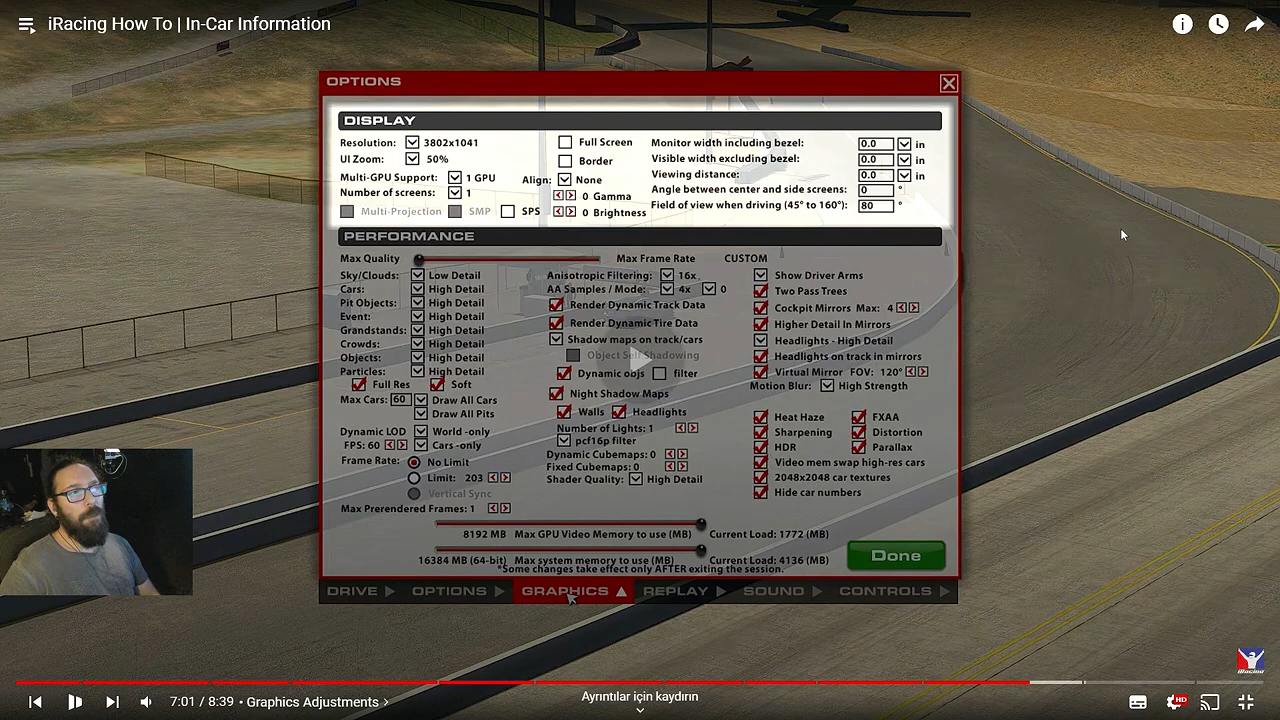 iRacing How To | In-Car Information
OPTIONS
DISPLAY
Resolution: 3802x1041
UI Zoom: 50%
Multi-GPU Support: 1 GPU
Number of screens: 1
Multi-Projection SMP SPS
Full Screen
Border
Align: None
0 Gamma
0 Brightness
Monitor width including bezel: 0.0 in
Visible width excluding bezel: 0.0 in
Viewing distance: 0.0 in
Angle between center and side screens: 0 °
Field of view when driving (45° to 160°): 80 °
PERFORMANCE
Max Quality Max Frame Rate CUSTOM
Sky/Clouds: Low Detail
Cars: High Detail
Pit Objects: High Detail
Event: High Detail
Grandstands: High Detail
Crowds: High Detail
Objects: High Detail
Particles: High Detail
Full Res Soft
Max Cars: 60 Draw All Cars
Draw All Pits
Dynamic LOD World -only
FPS: 60 Cars -only
Frame Rate: No Limit
Limit: 203
Vertical Sync
Max Prerendered Frames: 1
Anisotropic Filtering: 16x
AA Samples / Mode: 4x 0
Render Dynamic Track Data
Render Dynamic Tire Data
Shadow maps on track/cars
Object Self Shadowing
Dynamic objs filter
Night Shadow Maps
Walls Headlights
Number of Lights: 1
pcf16p filter
Dynamic Cubemaps: 0
Fixed Cubemaps: 0
Shader Quality: High Detail
Show Driver Arms
Two Pass Trees
Cockpit Mirrors Max: 4
Higher Detail In Mirrors
Headlights - High Detail
Headlights on track in mirrors
Virtual Mirror FOV: 120°
Motion Blur: High Strength
Heat Haze FXAA
Sharpening Distortion
HDR Parallax
Video mem swap high-res cars
2048x2048 car textures
Hide car numbers
8192 MB Max GPU Video Memory to use (MB) Current Load: 1772 (MB)
16384 MB (64-bit) Max system memory to use (MB) Current Load: 4136 (MB)
*Some changes take effect only AFTER exiting the session.
Done
DRIVE OPTIONS GRAPHICS REPLAY SOUND CONTROLS
iRacing
7:01 / 8:39 • Graphics Adjustments
Ayrıntılar için kaydırın
HD